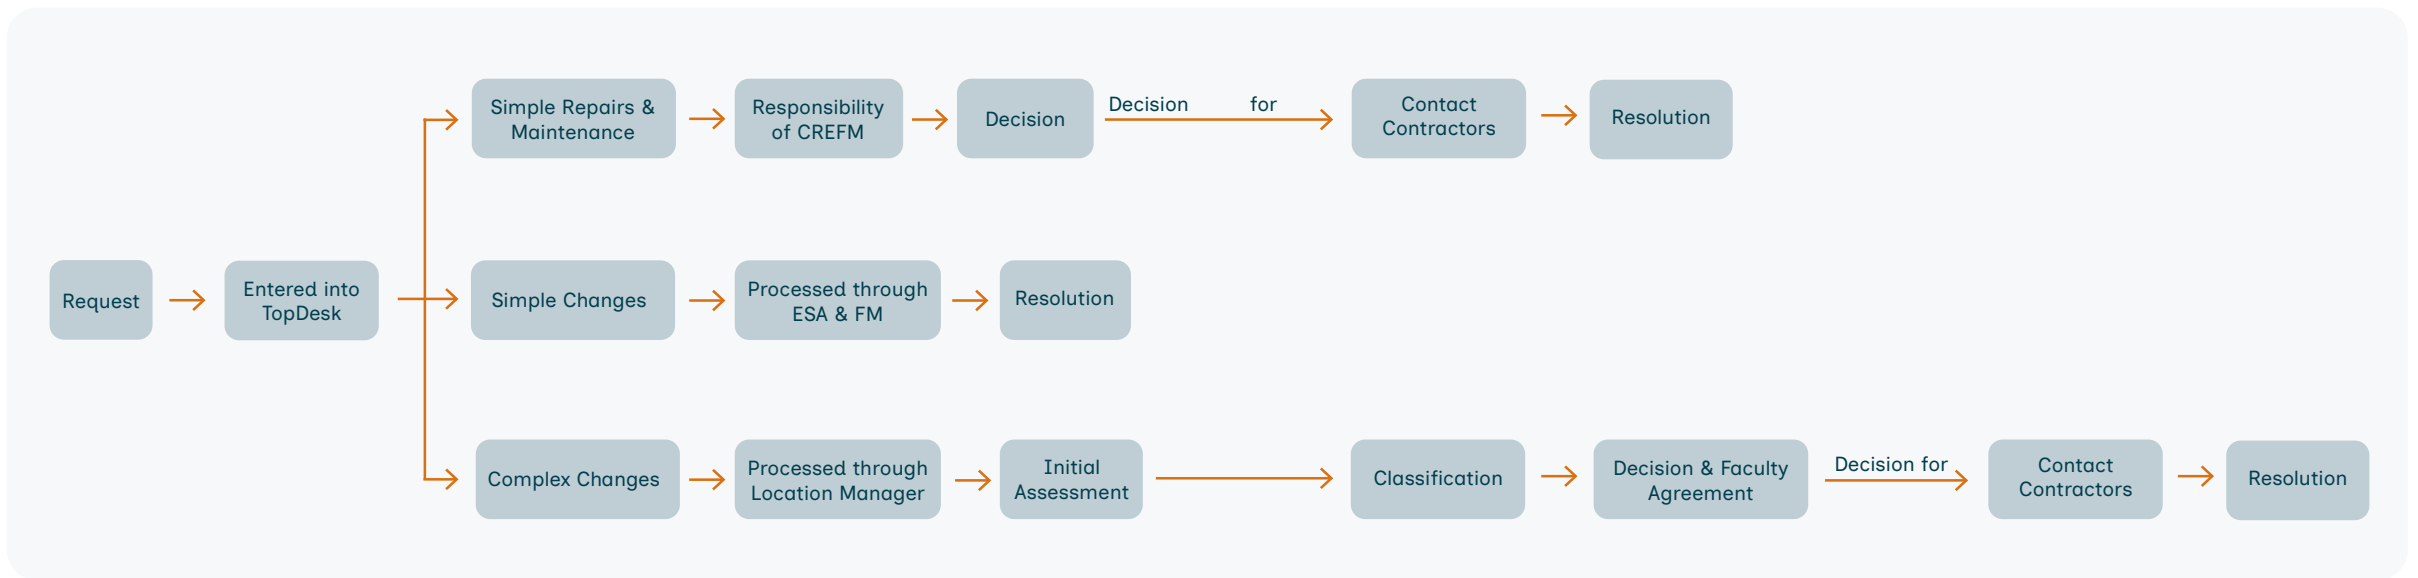 Simple Repairs &
Maintenance
Responsibility
of CREFM
Decision
Decision for
Contact
Contractors
Resolution
Request
Entered into
TopDesk
Simple Changes
Processed through
ESA & FM
Resolution
Complex Changes
Processed through
Location Manager
Initial
Assessment
Classification
Decision & Faculty
Agreement
Decision for
Contact
Contractors
Resolution